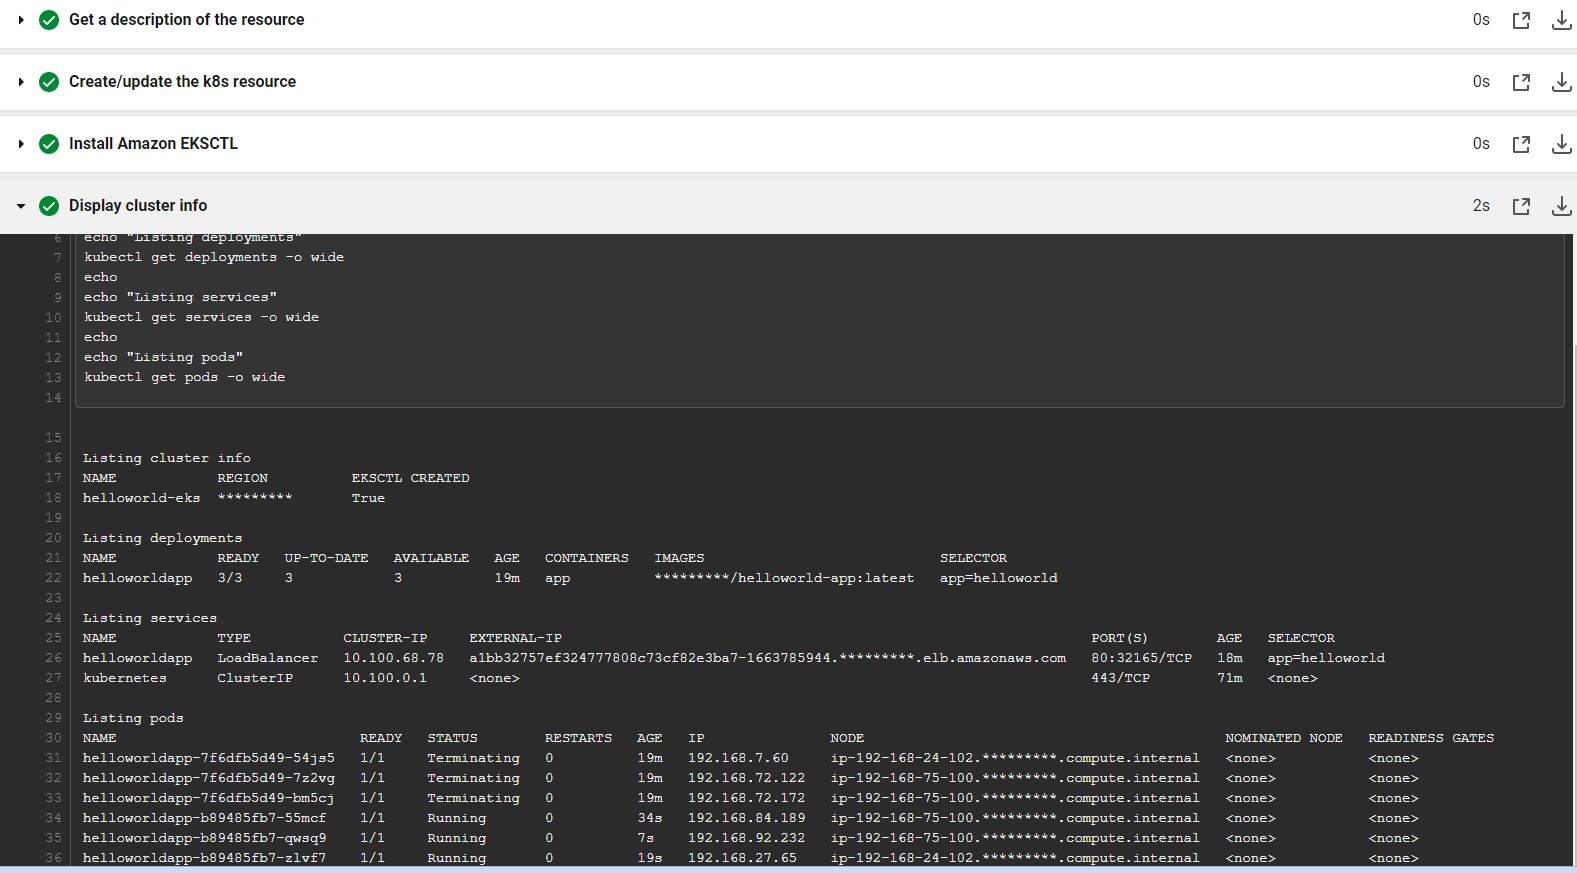 Get a description of the resource 0s
Create/update the k8s resource 0s
Install Amazon EKSCTL 0s
Display cluster info 2s
6 echo "Listing deployments"
7 kubectl get deployments -o wide
8 echo
9 echo "Listing services"
10 kubectl get services -o wide
11 echo
12 echo "Listing pods"
13 kubectl get pods -o wide
14
15
16 Listing cluster info
17 NAME REGION EKSCTL CREATED
18 helloworld-eks ********* True
19
20 Listing deployments
21 NAME READY UP-TO-DATE AVAILABLE AGE CONTAINERS IMAGES SELECTOR
22 helloworldapp 3/3 3 3 19m app *********/helloworld-app:latest app=helloworld
23
24 Listing services
25 NAME TYPE CLUSTER-IP EXTERNAL-IP PORT(S) AGE SELECTOR
26 helloworldapp LoadBalancer 10.100.68.78 a1bb32757ef324777808c73cf82e3ba7-1663785944.*********.elb.amazonaws.com 80:32165/TCP 18m app=helloworld
27 kubernetes ClusterIP 10.100.0.1 <none> 443/TCP 71m <none>
28
29 Listing pods
30 NAME READY STATUS RESTARTS AGE IP NODE NOMINATED NODE READINESS GATES
31 helloworldapp-7f6dfb5d49-54js5 1/1 Terminating 0 19m 192.168.7.60 ip-192-168-24-102.*********.compute.internal <none> <none>
32 helloworldapp-7f6dfb5d49-7z2vg 1/1 Terminating 0 19m 192.168.72.122 ip-192-168-75-100.*********.compute.internal <none> <none>
33 helloworldapp-7f6dfb5d49-bm5cj 1/1 Terminating 0 19m 192.168.72.172 ip-192-168-75-100.*********.compute.internal <none> <none>
34 helloworldapp-b89485fb7-55mcf 1/1 Running 0 34s 192.168.84.189 ip-192-168-75-100.*********.compute.internal <none> <none>
35 helloworldapp-b89485fb7-qwsq9 1/1 Running 0 7s 192.168.92.232 ip-192-168-75-100.*********.compute.internal <none> <none>
36 helloworldapp-b89485fb7-zlvf7 1/1 Running 0 19s 192.168.27.65 ip-192-168-24-102.*********.compute.internal <none> <none>